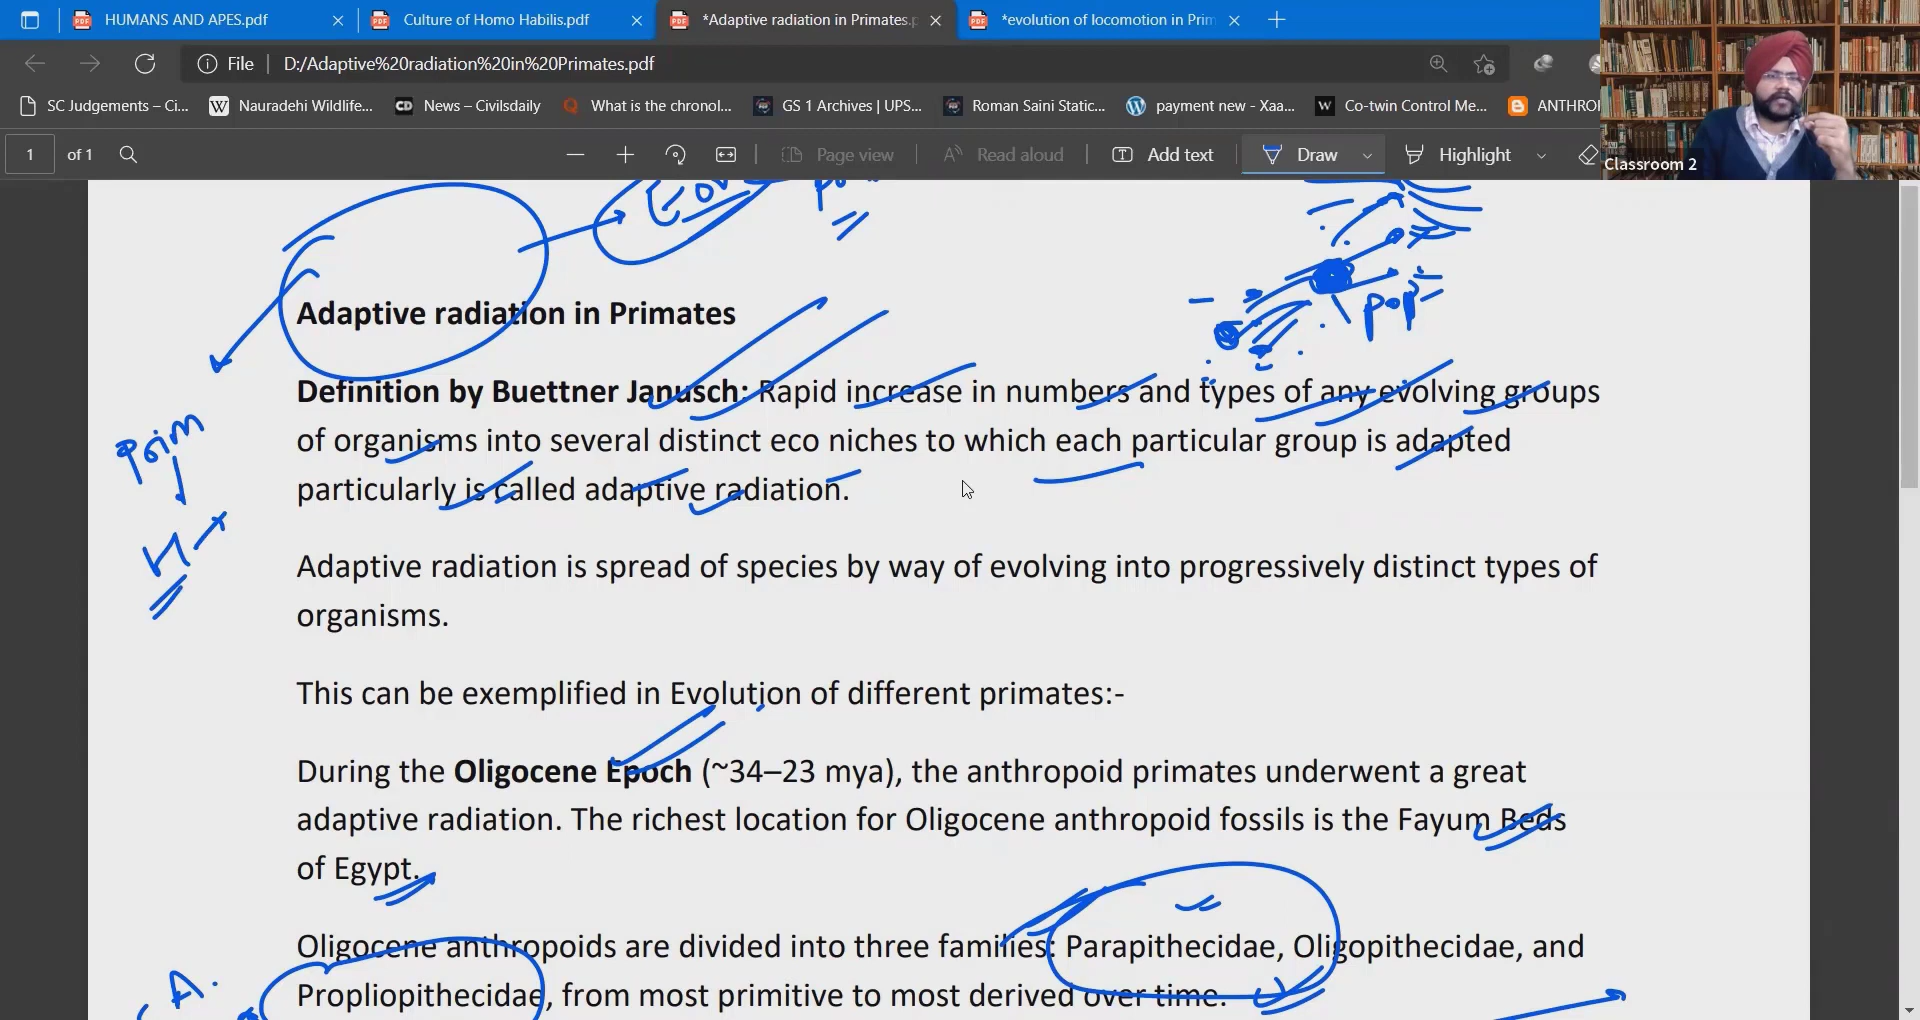 HUMANS AND APES.pdf
Culture of Homo Habilis.pdf
*Adaptive radiation in Primates.p
*evolution of locomotion in Prim
File
D:/Adaptive%20radiation%20in%20Primates.pdf
SC Judgements – Ci...
Nauradehi Wildlife...
CD
News – Civilsdaily
What is the chronol...
GS 1 Archives | UPS...
Roman Saini Static...
payment new - Xaa...
Co-twin Control Me...
ANTHRO
1
of 1
Page view
Read aloud
Add text
Draw
Highlight
Classroom 2
pop
Adaptive radiation in Primates
Definition by Buettner Janusch: Rapid increase in numbers and types of any evolving groups
of organisms into several distinct eco niches to which each particular group is adapted
particularly is called adaptive radiation.
Prim
H
Adaptive radiation is spread of species by way of evolving into progressively distinct types of
organisms.
This can be exemplified in Evolution of different primates:-
During the Oligocene Epoch (~34–23 mya), the anthropoid primates underwent a great
adaptive radiation. The richest location for Oligocene anthropoid fossils is the Fayum Beds
of Egypt.
Oligocene anthropoids are divided into three families: Parapithecidae, Oligopithecidae, and
Propliopithecidae, from most primitive to most derived over time.
A.